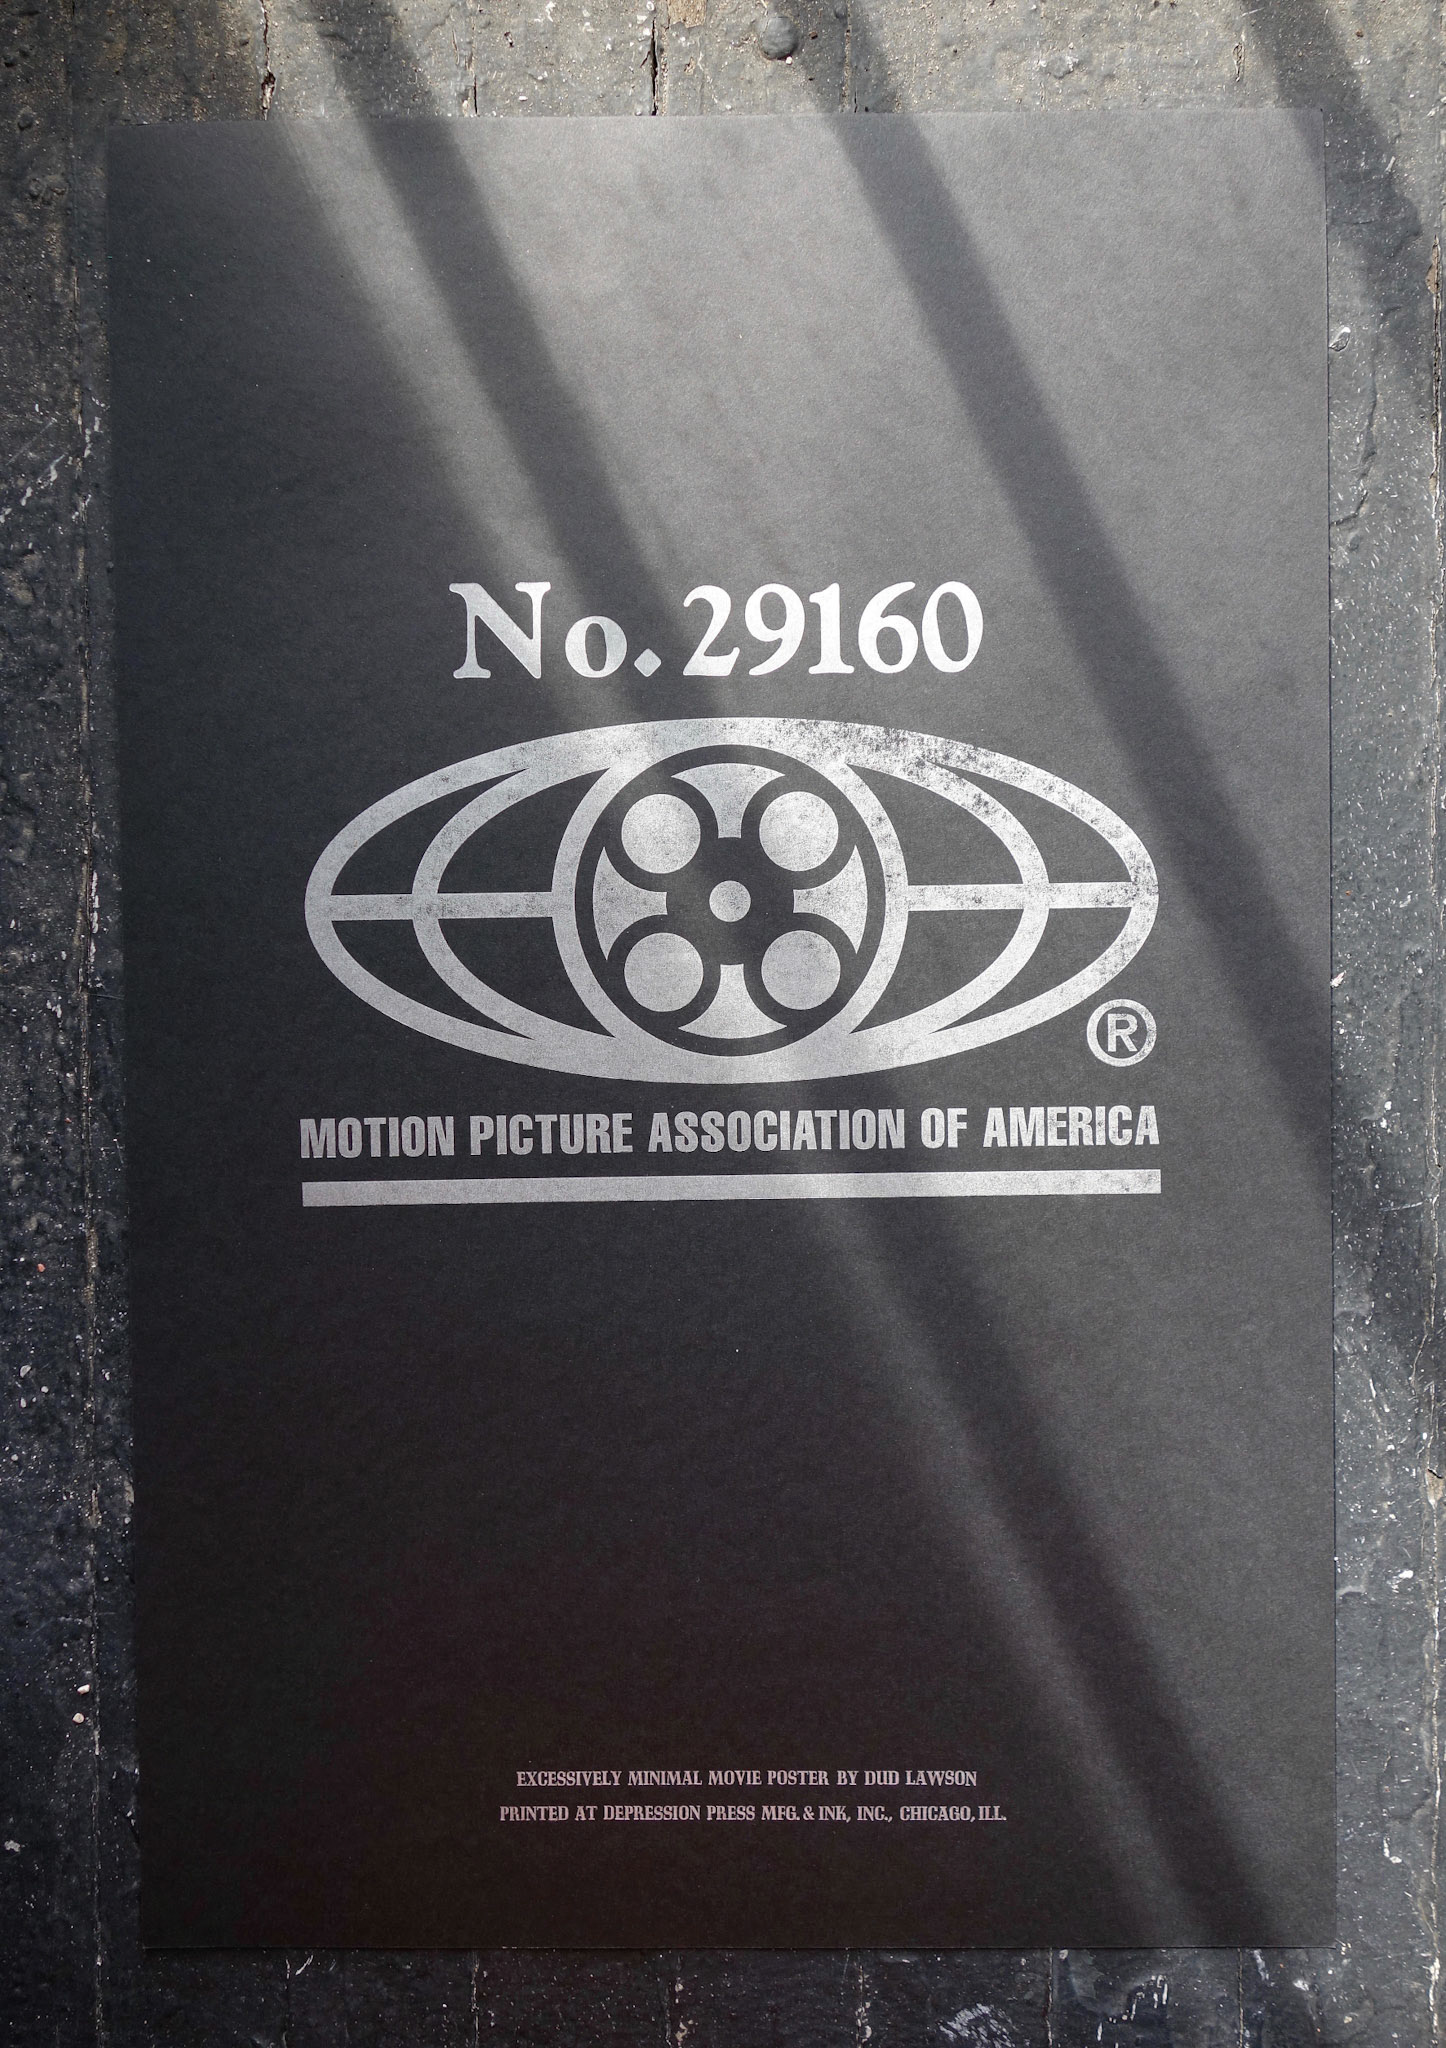 No. 29160
®
MOTION PICTURE ASSOCIATION OF AMERICA
EXCESSIVELY MINIMAL MOVIE POSTER BY DUD LAWSON
PRINTED AT DEPRESSION PRESS MFG. & INK, INC., CHICAGO, ILL.